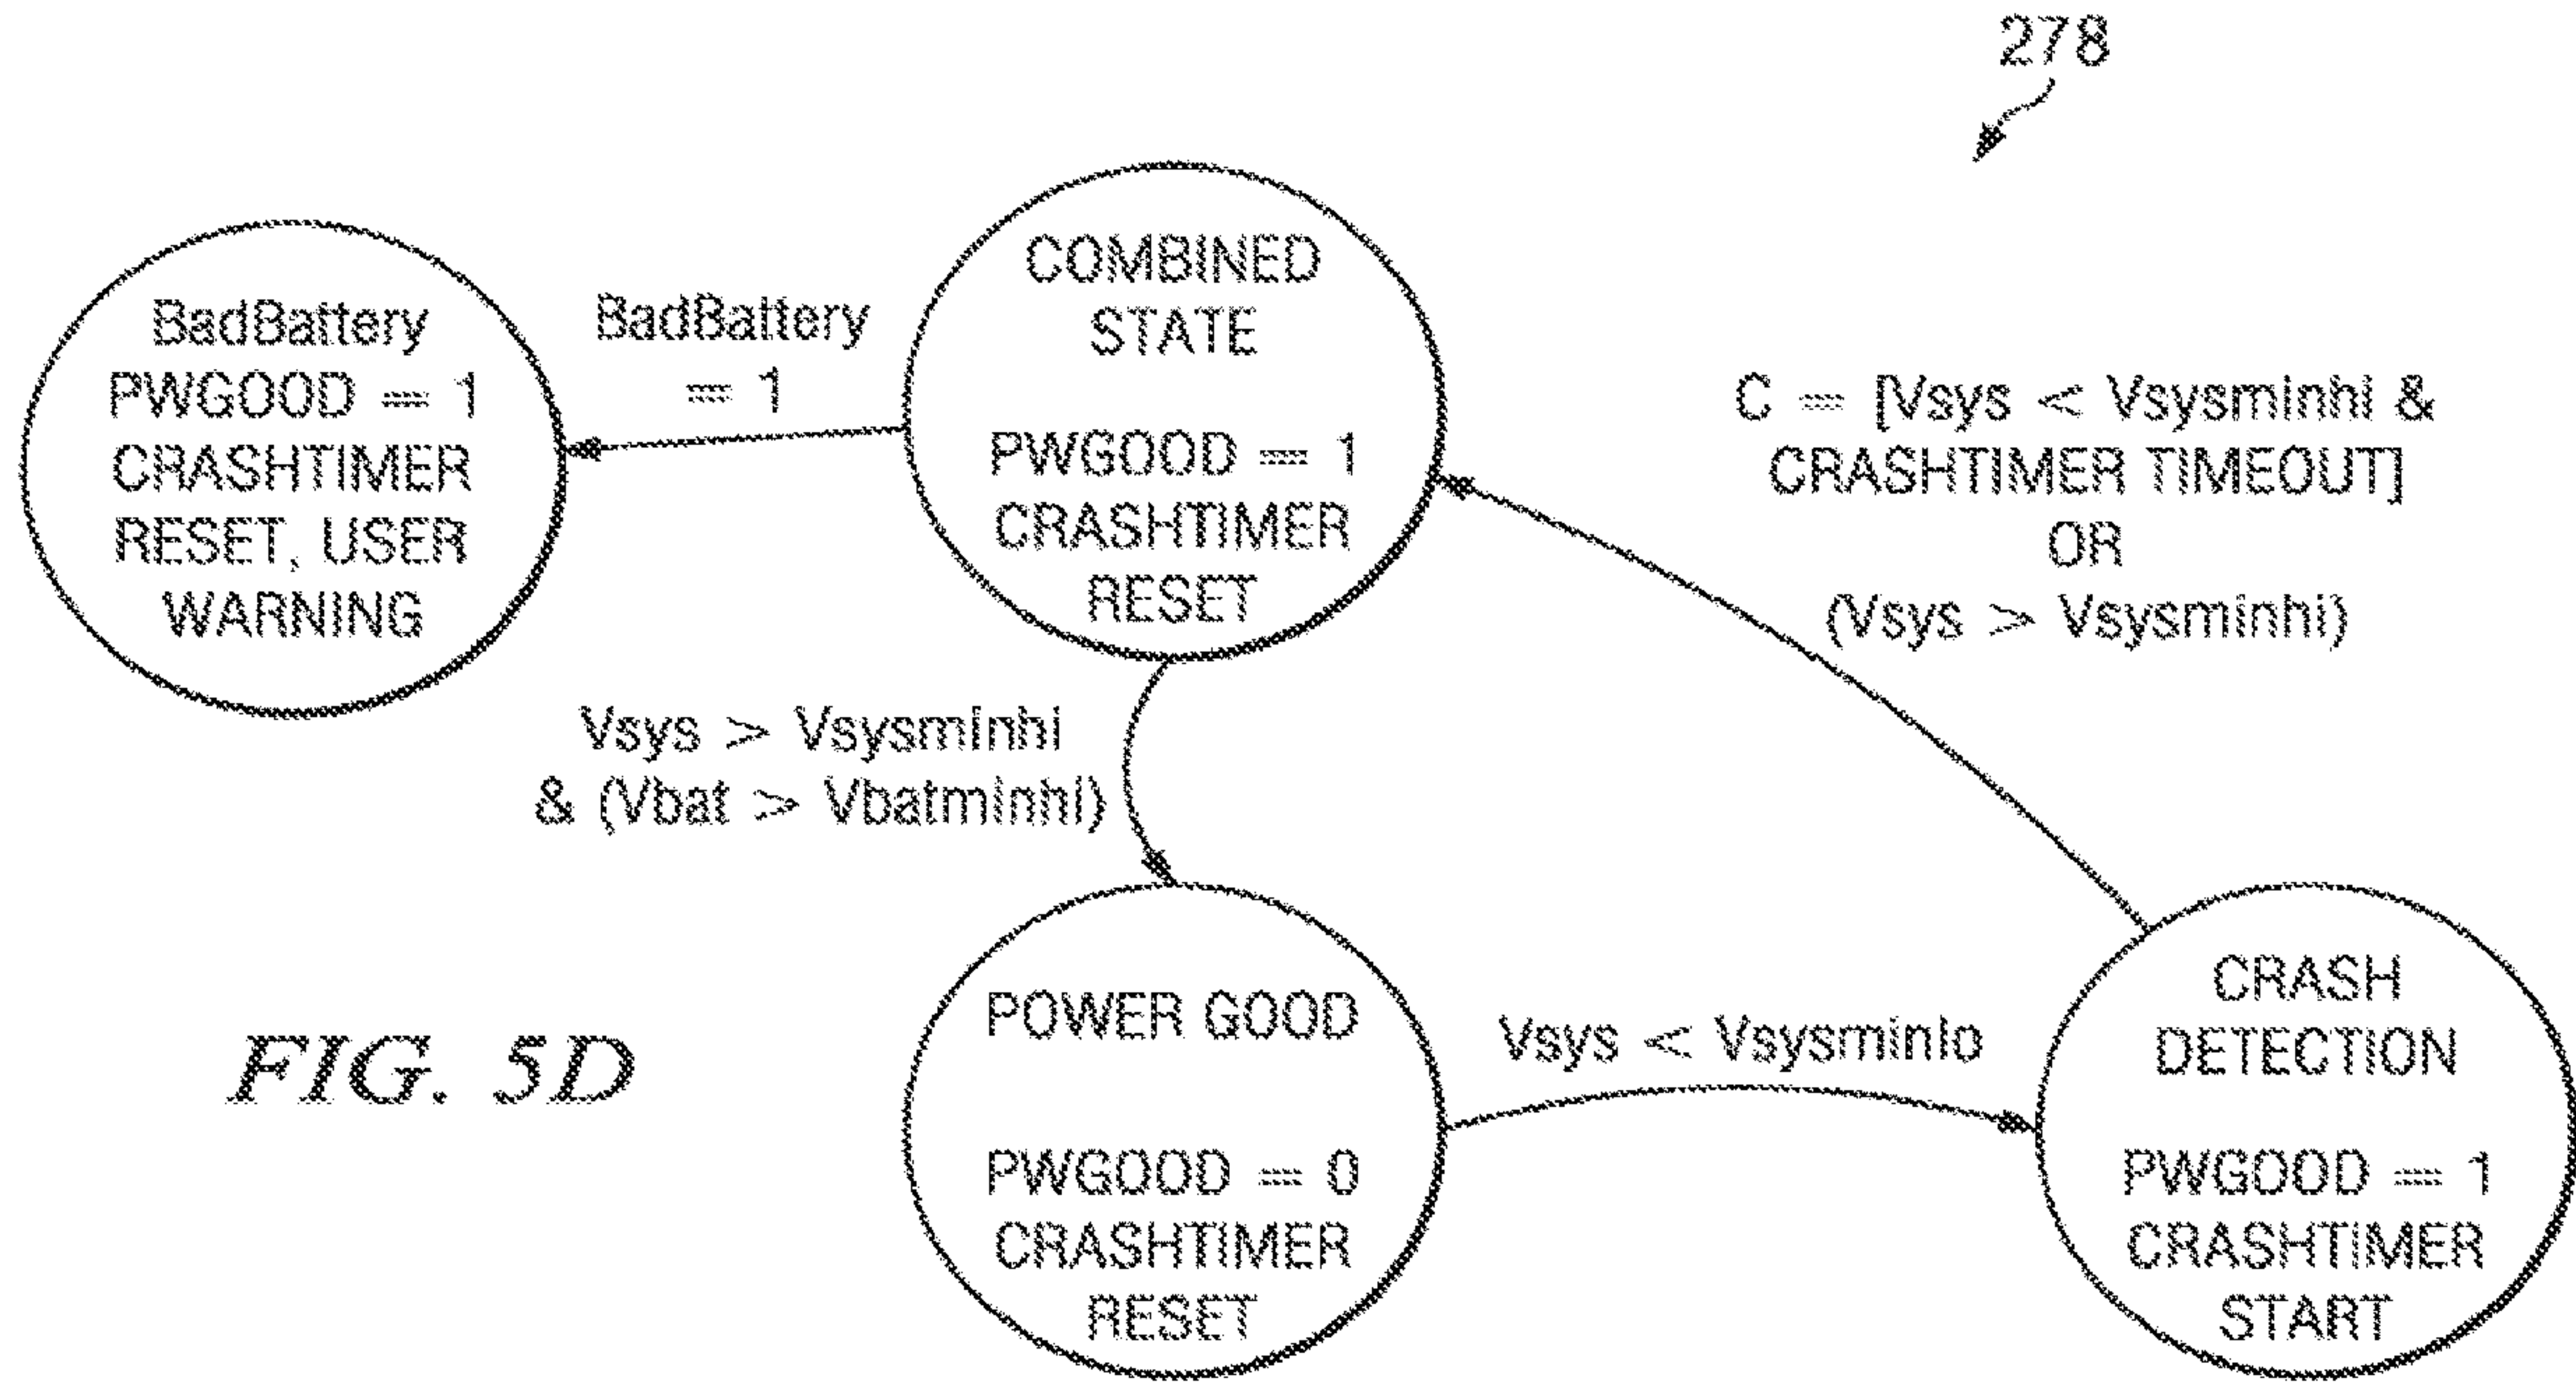 278
BadBattery
PWGOOD = 1
CRASHTIMER
RESET, USER
WARNING
BadBattery
= 1
COMBINED
STATE
PWGOOD = 1
CRASHTIMER
RESET
C = [Vsys < Vsysminhi &
CRASHTIMER TIMEOUT]
OR
(Vsys > Vsysminhi)
Vsys > Vsysminhi
& (Vbat > Vbatminhi)
POWER GOOD
PWGOOD = 0
CRASHTIMER
RESET
Vsys < Vsysminlo
CRASH
DETECTION
PWGOOD = 1
CRASHTIMER
START
FIG. 5D